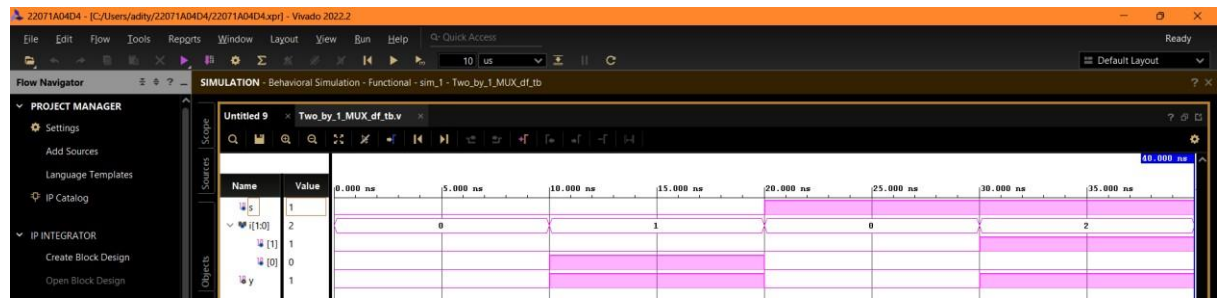 22071A04D4 - [C:/Users/adity/22071A04D4/22071A04D4.xpr] - Vivado 2022.2
File Edit Flow Tools Reports Window Layout View Run Help Q- Quick Access Ready
10 us Default Layout
Flow Navigator SIMULATION - Behavioral Simulation - Functional - sim_1 - Two_by_1_MUX_df_tb
PROJECT MANAGER
Settings
Add Sources
Language Templates
IP Catalog
IP INTEGRATOR
Create Block Design
Open Block Design
Scope
Sources
Objects
Untitled 9 Two_by_1_MUX_df_tb.v
40.000 ns
Name Value 0.000 ns 5.000 ns 10.000 ns 15.000 ns 20.000 ns 25.000 ns 30.000 ns 35.000 ns
s 1
i[1:0] 2 0 1 0 2
[1] 1
[0] 0
y 1